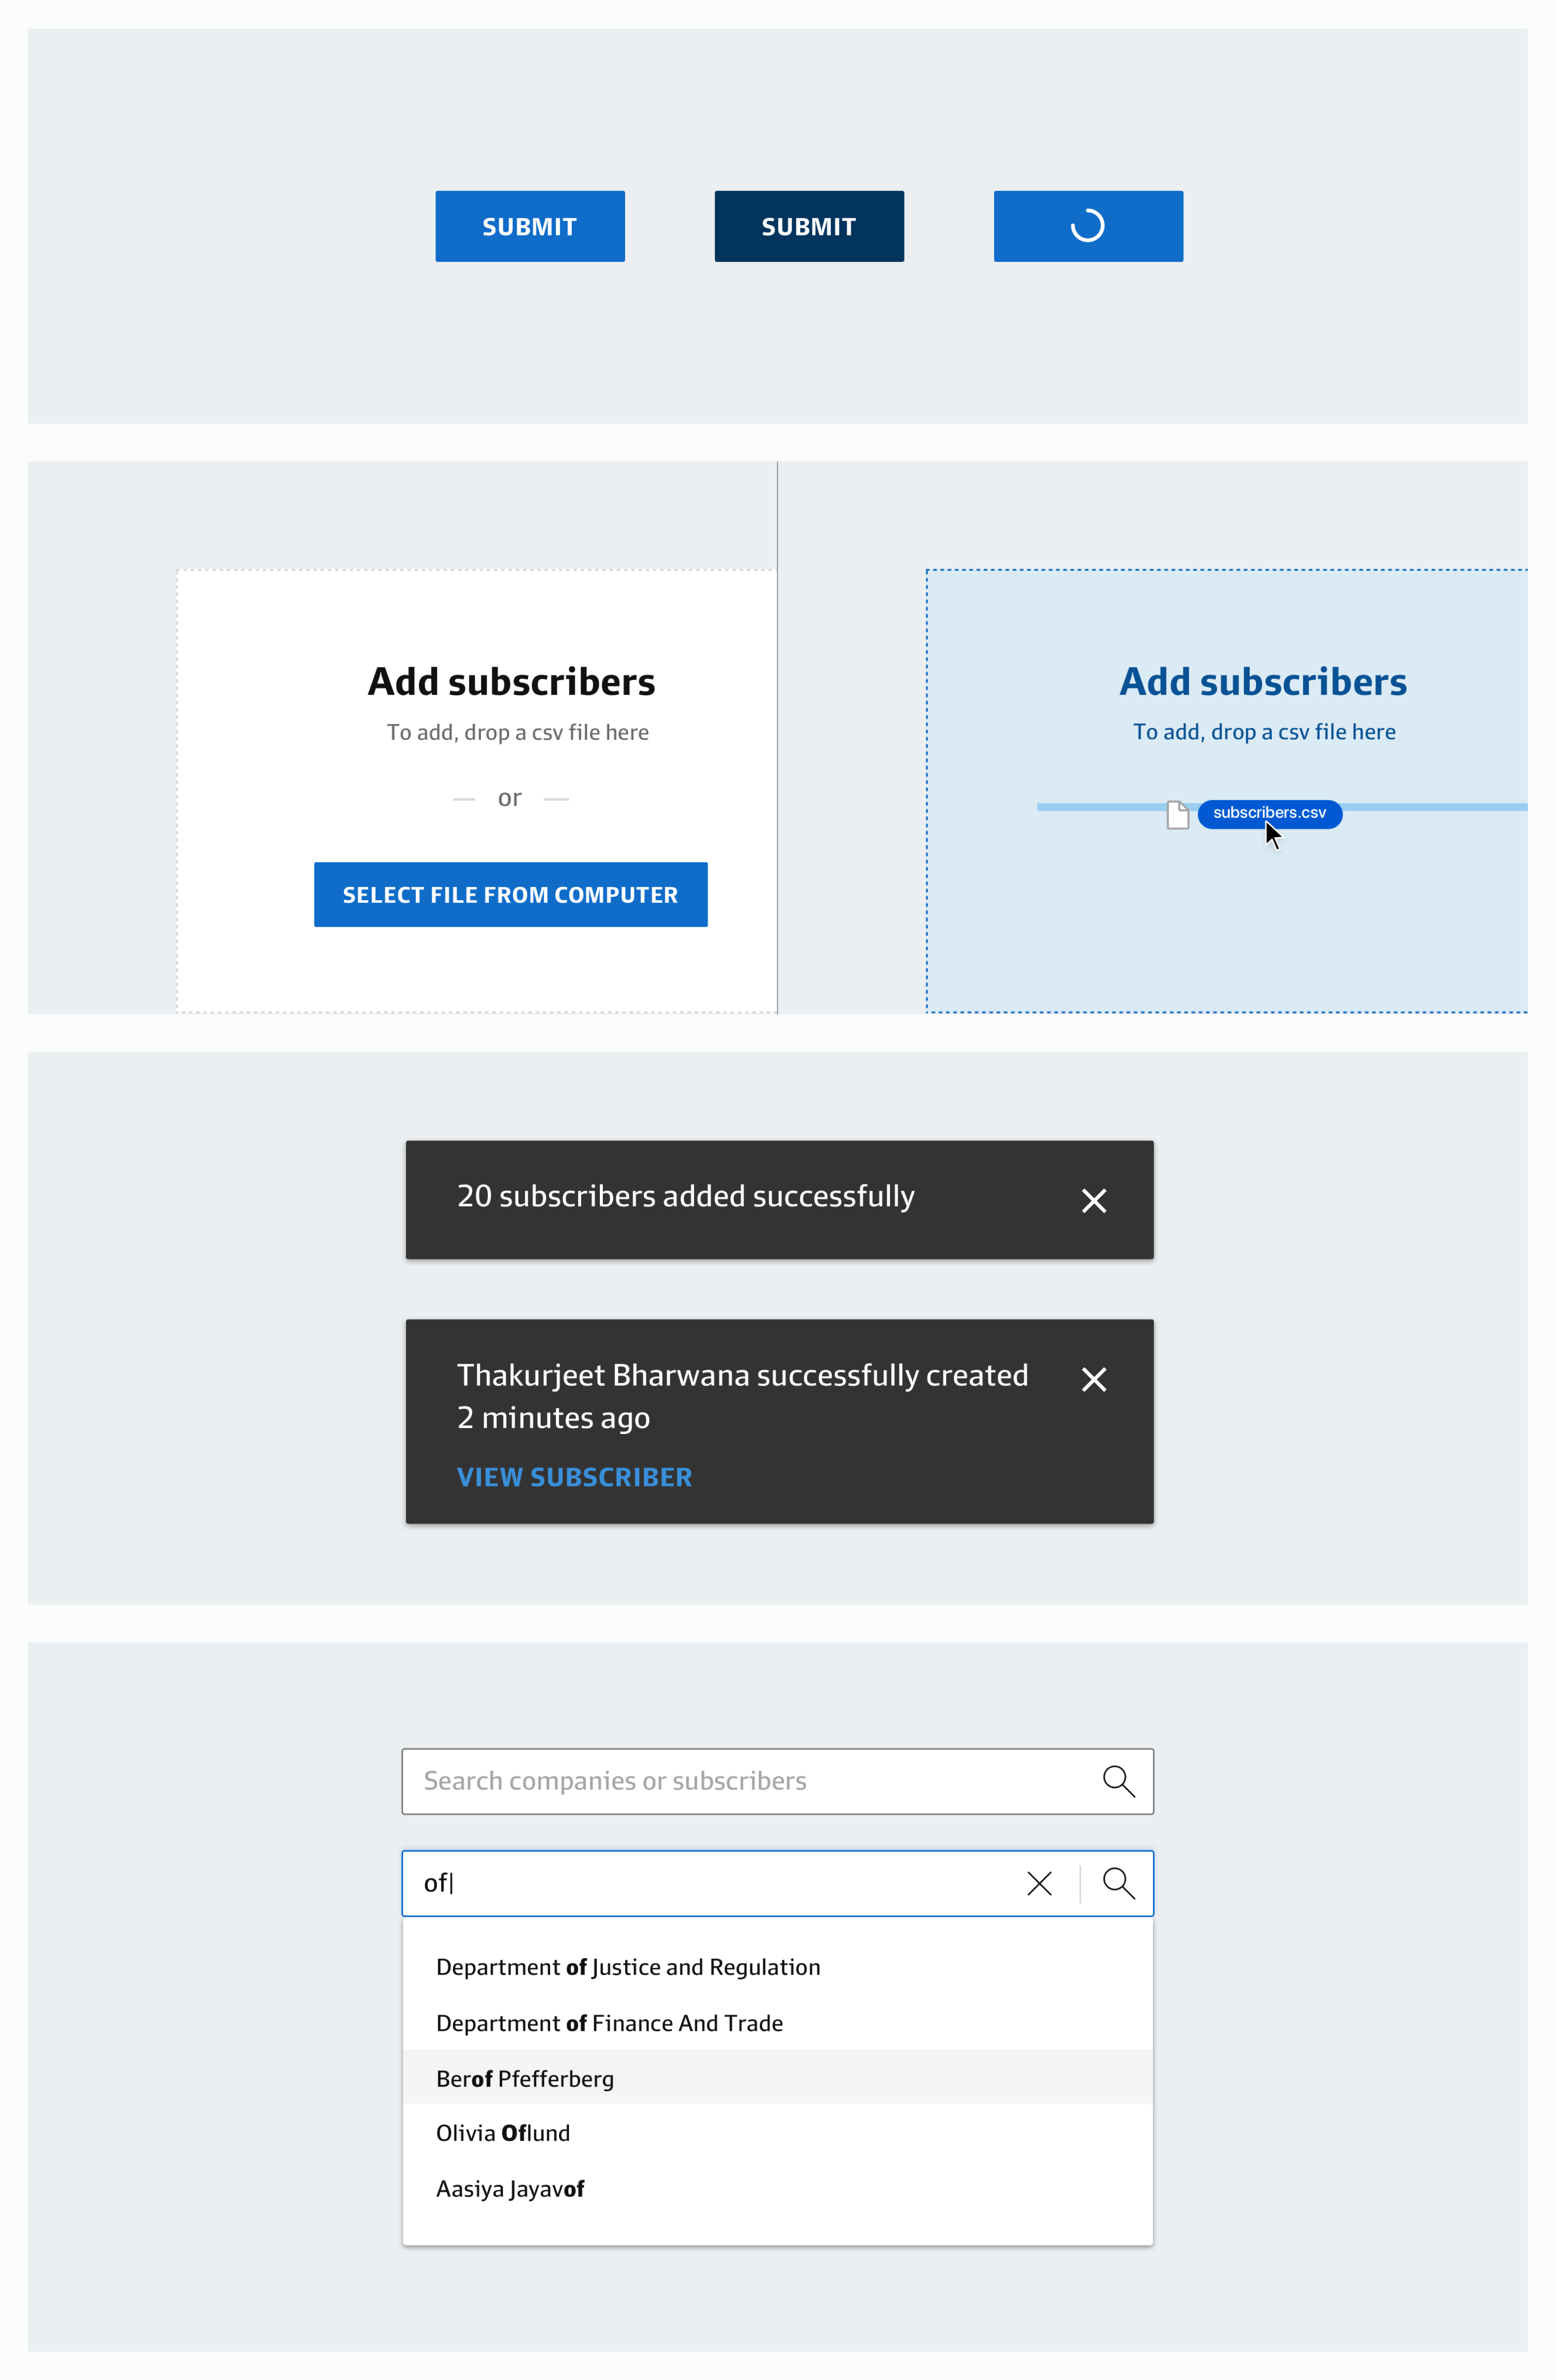 SUBMIT
SUBMIT
Add subscribers
To add, drop a csv file here
or
SELECT FILE FROM COMPUTER
Add subscribers
To add, drop a csv file here
subscribers.csv
20 subscribers added successfully
Thakurjeet Bharwana successfully created
2 minutes ago
VIEW SUBSCRIBER
Search companies or subscribers
of
Department of Justice and Regulation
Department of Finance And Trade
Berof Pfefferberg
Olivia Oflund
Aasiya Jayavof